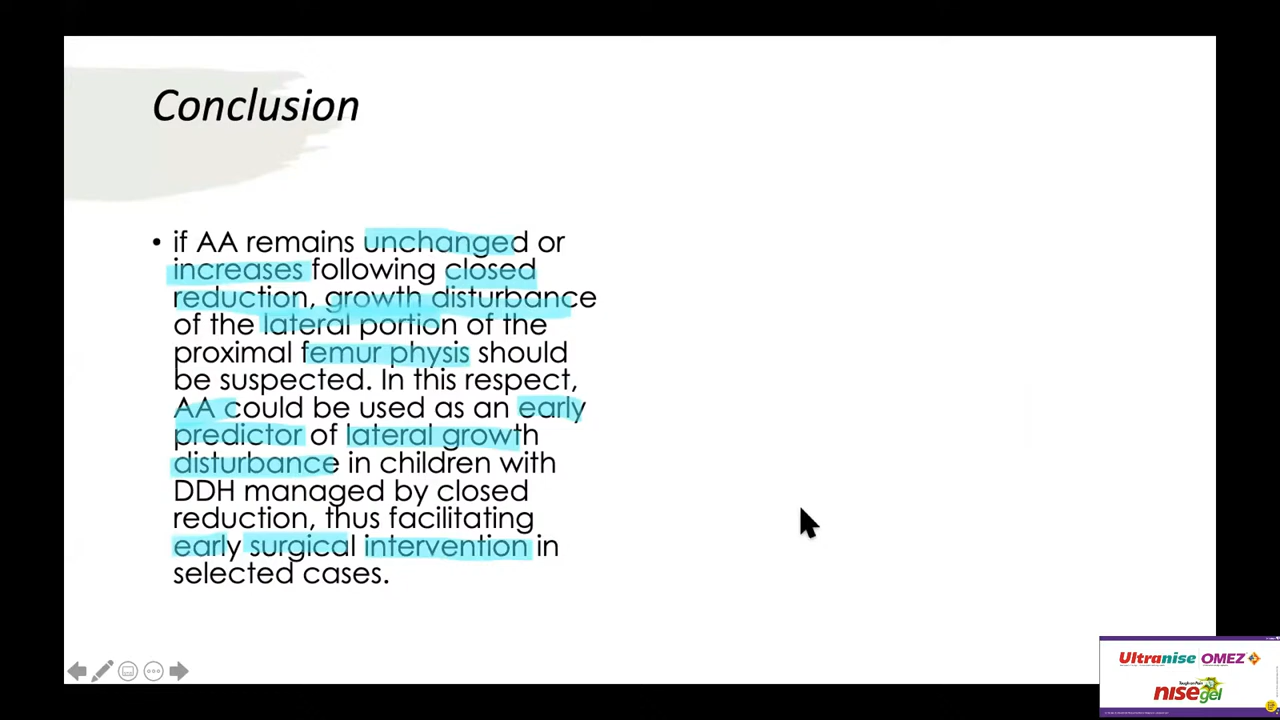 Conclusion
• if AA remains unchanged or
increases following closed
reduction, growth disturbance
of the lateral portion of the
proximal femur physis should
be suspected. In this respect,
AA could be used as an early
predictor of lateral growth
disturbance in children with
DDH managed by closed
reduction, thus facilitating
early surgical intervention in
selected cases.
Ultranise OMEZ
nisegel